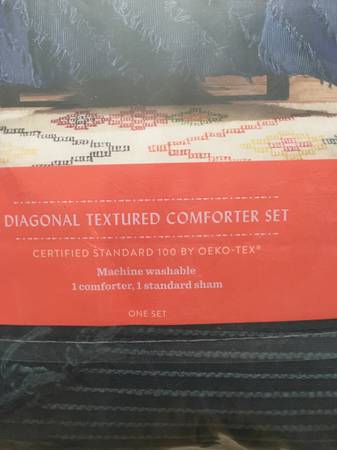 DIAGONAL TEXTURED COMFORTER SET
CERTIFIED STANDARD 100 BY OEKO-TEX®
Machine washable
1 comforter, 1 standard sham
ONE SET